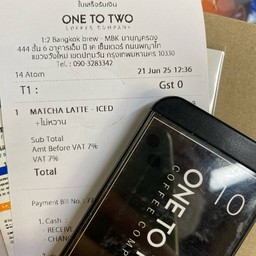 ใบเสร็จรับเงิน
ONE TO TWO
COFFEE COMPANY
1:2 Bangkok brew - MBK มาบุญครอง
444 ชั้น 6 อาคารเอ็ม บี เค เซ็นเตอร์ ถนนพญาไท
แขวงวังใหม่ เขตปทุมวัน กรุงเทพมหานคร 10330
Tel. : 090-3283342
14 Atom 21 Jun 25 12:36
T1 : Gst 0
1 MATCHA LATTE - ICED
+ไม่หวาน
Sub Total
Amt Before VAT 7%
VAT 7%
Total
Payment Bill No. : 7
1. Cash
RECEIVE
CHAN
10
ONE TO
COFFEE COMP